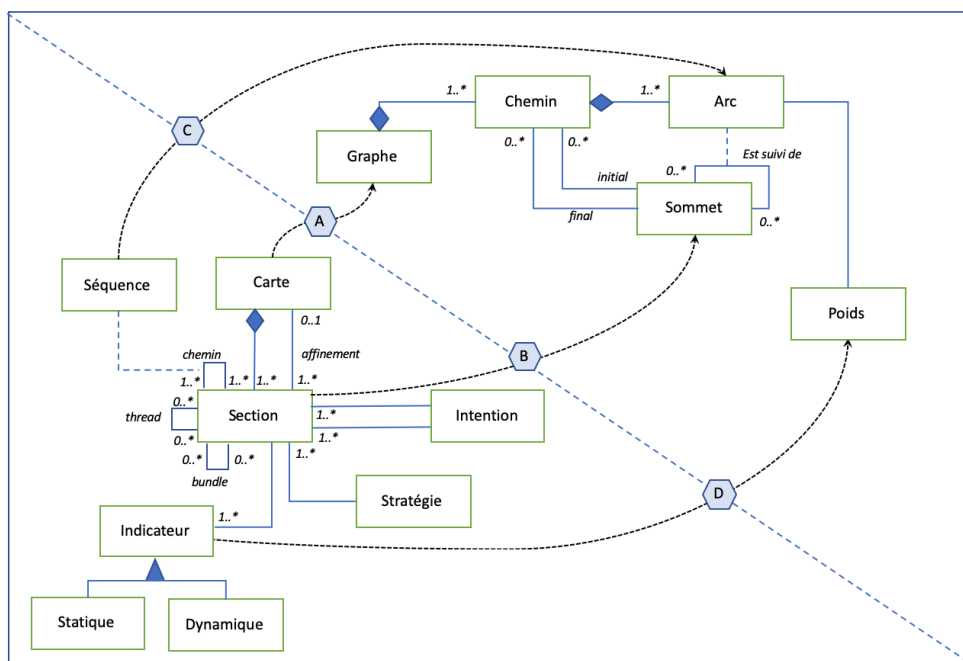 1..*
Chemin
1..*
Arc
C
Graphe
0..*
0..*
Est suivi de
initial
0..*
final
Sommet
0..*
A
Séquence
Carte
Poids
0..1
affinement
B
chemin
1..*
1..*
1..*
1..*
0..*
thread
Section
1..*
Intention
0..*
1..*
0..*
0..*
1..*
bundle
Stratégie
D
1..*
Indicateur
Statique
Dynamique